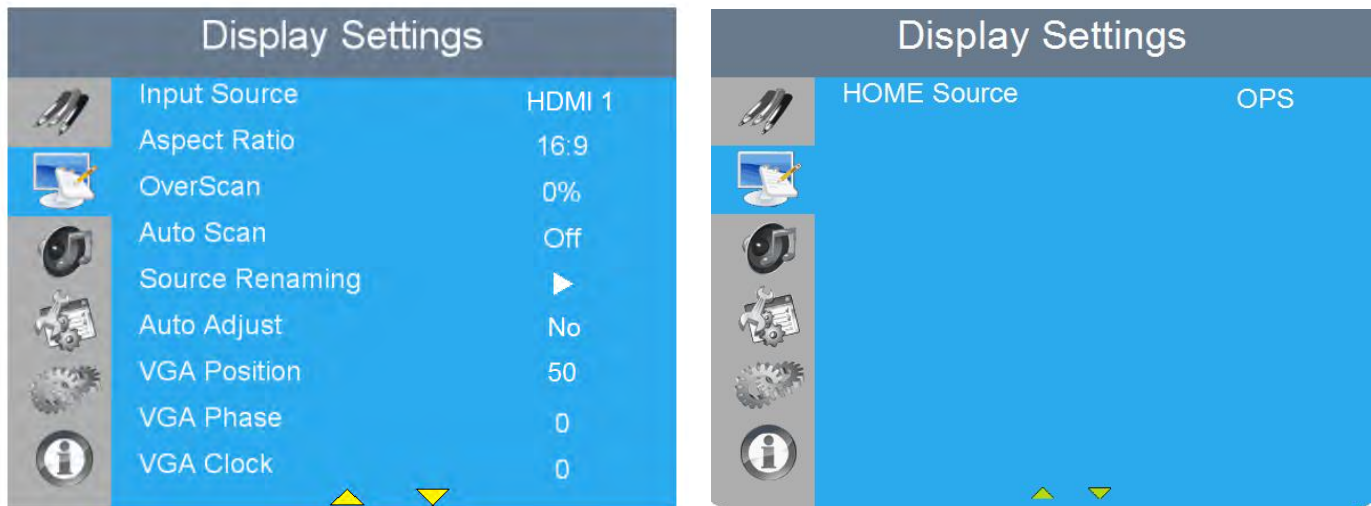 Display Settings
Input Source HDMI 1
Aspect Ratio 16:9
OverScan 0%
Auto Scan Off
Source Renaming
Auto Adjust No
VGA Position 50
VGA Phase 0
VGA Clock 0
Display Settings
HOME Source OPS